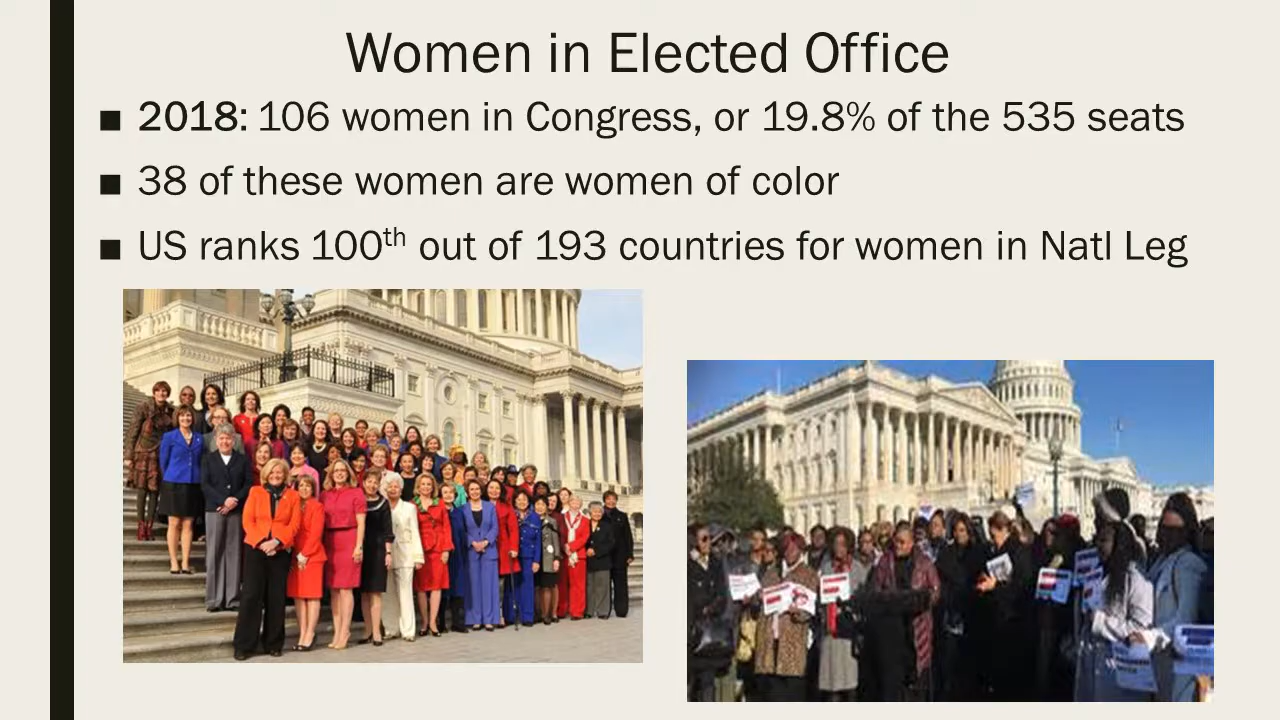 Women in Elected Office
■ 2018: 106 women in Congress, or 19.8% of the 535 seats
■ 38 of these women are women of color
■ US ranks 100th out of 193 countries for women in Natl Leg